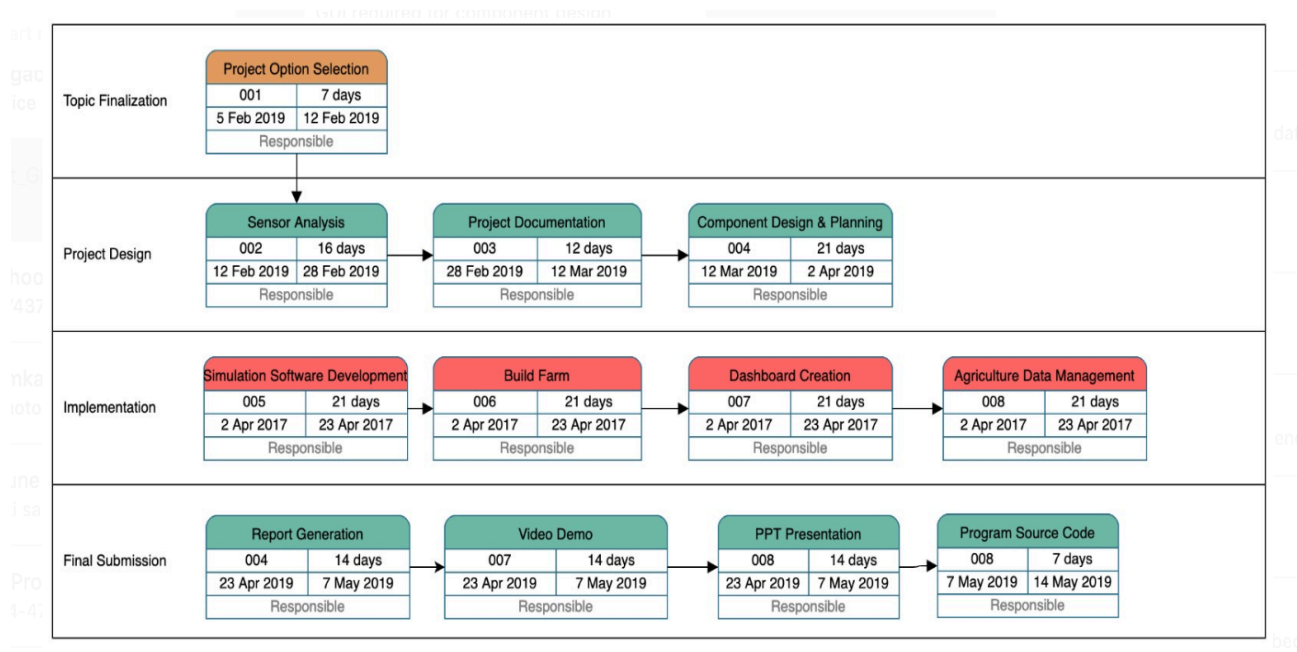 GUI required for component design
Topic Finalization
Project Option Selection
001 7 days
5 Feb 2019 12 Feb 2019
Responsible
Project Design
Sensor Analysis
002 16 days
12 Feb 2019 28 Feb 2019
Responsible
Project Documentation
003 12 days
28 Feb 2019 12 Mar 2019
Responsible
Component Design & Planning
004 21 days
12 Mar 2019 2 Apr 2019
Responsible
Implementation
Simulation Software Development
005 21 days
2 Apr 2017 23 Apr 2017
Responsible
Build Farm
006 21 days
2 Apr 2017 23 Apr 2017
Responsible
Dashboard Creation
007 21 days
2 Apr 2017 23 Apr 2017
Responsible
Agriculture Data Management
008 21 days
2 Apr 2017 23 Apr 2017
Responsible
Final Submission
Report Generation
004 14 days
23 Apr 2019 7 May 2019
Responsible
Video Demo
007 14 days
23 Apr 2019 7 May 2019
Responsible
PPT Presentation
008 14 days
23 Apr 2019 7 May 2019
Responsible
Program Source Code
008 7 days
7 May 2019 14 May 2019
Responsible